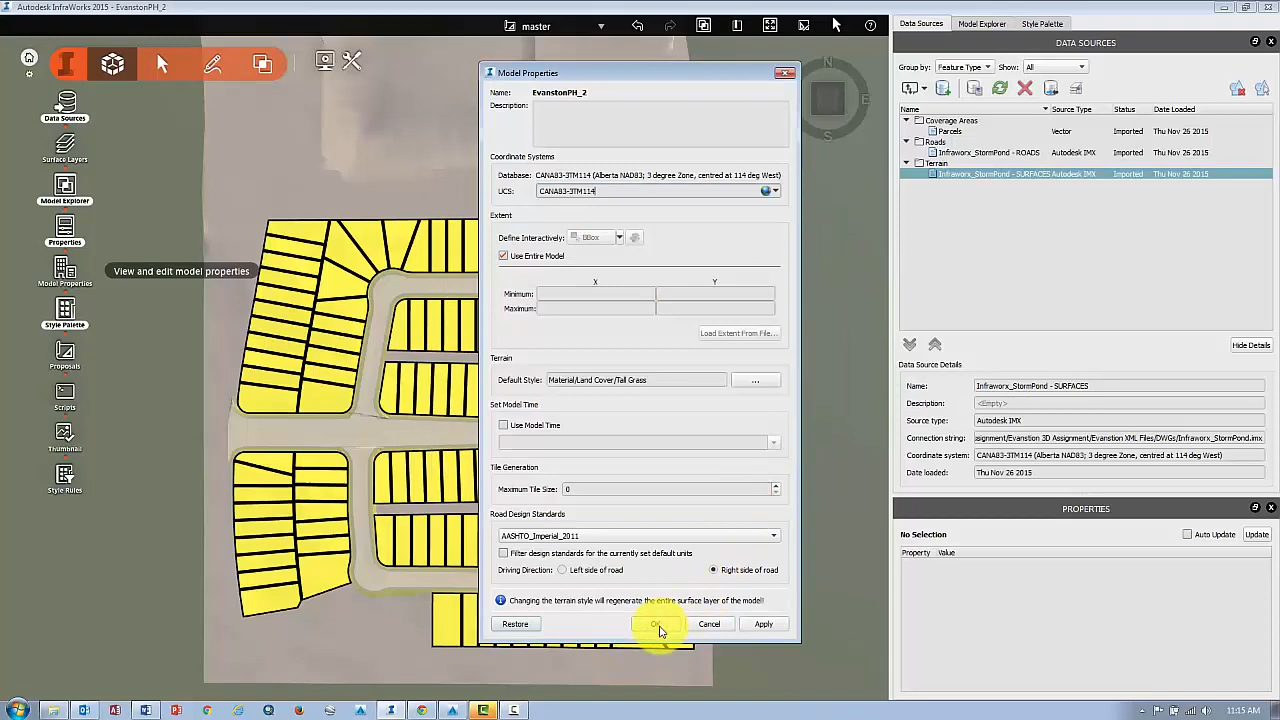 Autodesk InfraWorks 2015 - EvanstonPH_2
master
Data Sources
Model Explorer
Style Palette
DATA SOURCES
Group by: Feature Type Show: All
Name Source Type Status Date Loaded
Coverage Areas
Parcels Vector Imported Thu Nov 26 2015
Roads
Infraworx_StormPond - ROADS Autodesk IMX Imported Thu Nov 26 2015
Terrain
Infraworx_StormPond - SURFACES Autodesk IMX Imported Thu Nov 26 2015
Hide Details
Data Source Details
Name: Infraworx_StormPond - SURFACES
Description: <Empty>
Source type: Autodesk IMX
Connection string: ssignment/Evanstion 3D Assignment/Evanstion XML Files/DWGs/Infraworx_StormPond.imx
Coordinate system: CANA83-3TM114 (Alberta NAD83; 3 degree Zone, centred at 114 deg West)
Date loaded: Thu Nov 26 2015
PROPERTIES
No Selection Auto Update Update
Property Value
Data Sources
Surface Layers
Model Explorer
Properties
Model Properties
View and edit model properties
Style Palette
Proposals
Scripts
Thumbnail
Style Rules
N
E
S
Model Properties
Name: EvanstonPH_2
Description:
Coordinate Systems
Database: CANA83-3TM114 (Alberta NAD83; 3 degree Zone, centred at 114 deg West)
UCS: CANA83-3TM114
Extent
Define Interactively: BBox
Use Entire Model
X Y
Minimum:
Maximum:
Load Extent From File...
Terrain
Default Style: Material/Land Cover/Tall Grass ...
Set Model Time
Use Model Time
Tile Generation
Maximum Tile Size: 0
Road Design Standards
AASHTO_Imperial_2011
Filter design standards for the currently set default units
Driving Direction: Left side of road Right side of road
Changing the terrain style will regenerate the entire surface layer of the model!
Restore OK Cancel Apply
11:15 AM